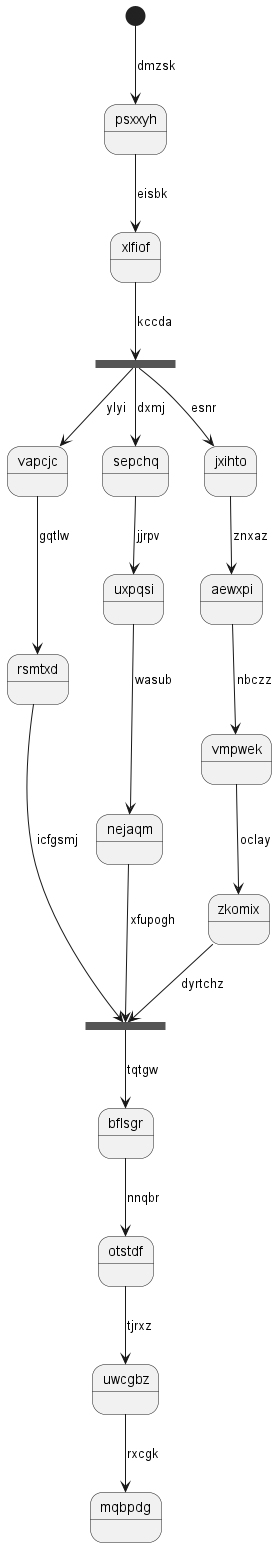 dmzsk
psxxyh
eisbk
xlfiof
kccda
ylyi
dxmj
esnr
vapcjc
sepchq
jxihto
gqtlw
jjrpv
znxaz
uxpqsi
aewxpi
rsmtxd
wasub
nbczz
vmpwek
nejaqm
icfgsmj
oclay
zkomix
xfupogh
dyrtchz
tqtgw
bflsgr
nnqbr
otstdf
tjrxz
uwcgbz
rxcgk
mqbpdg